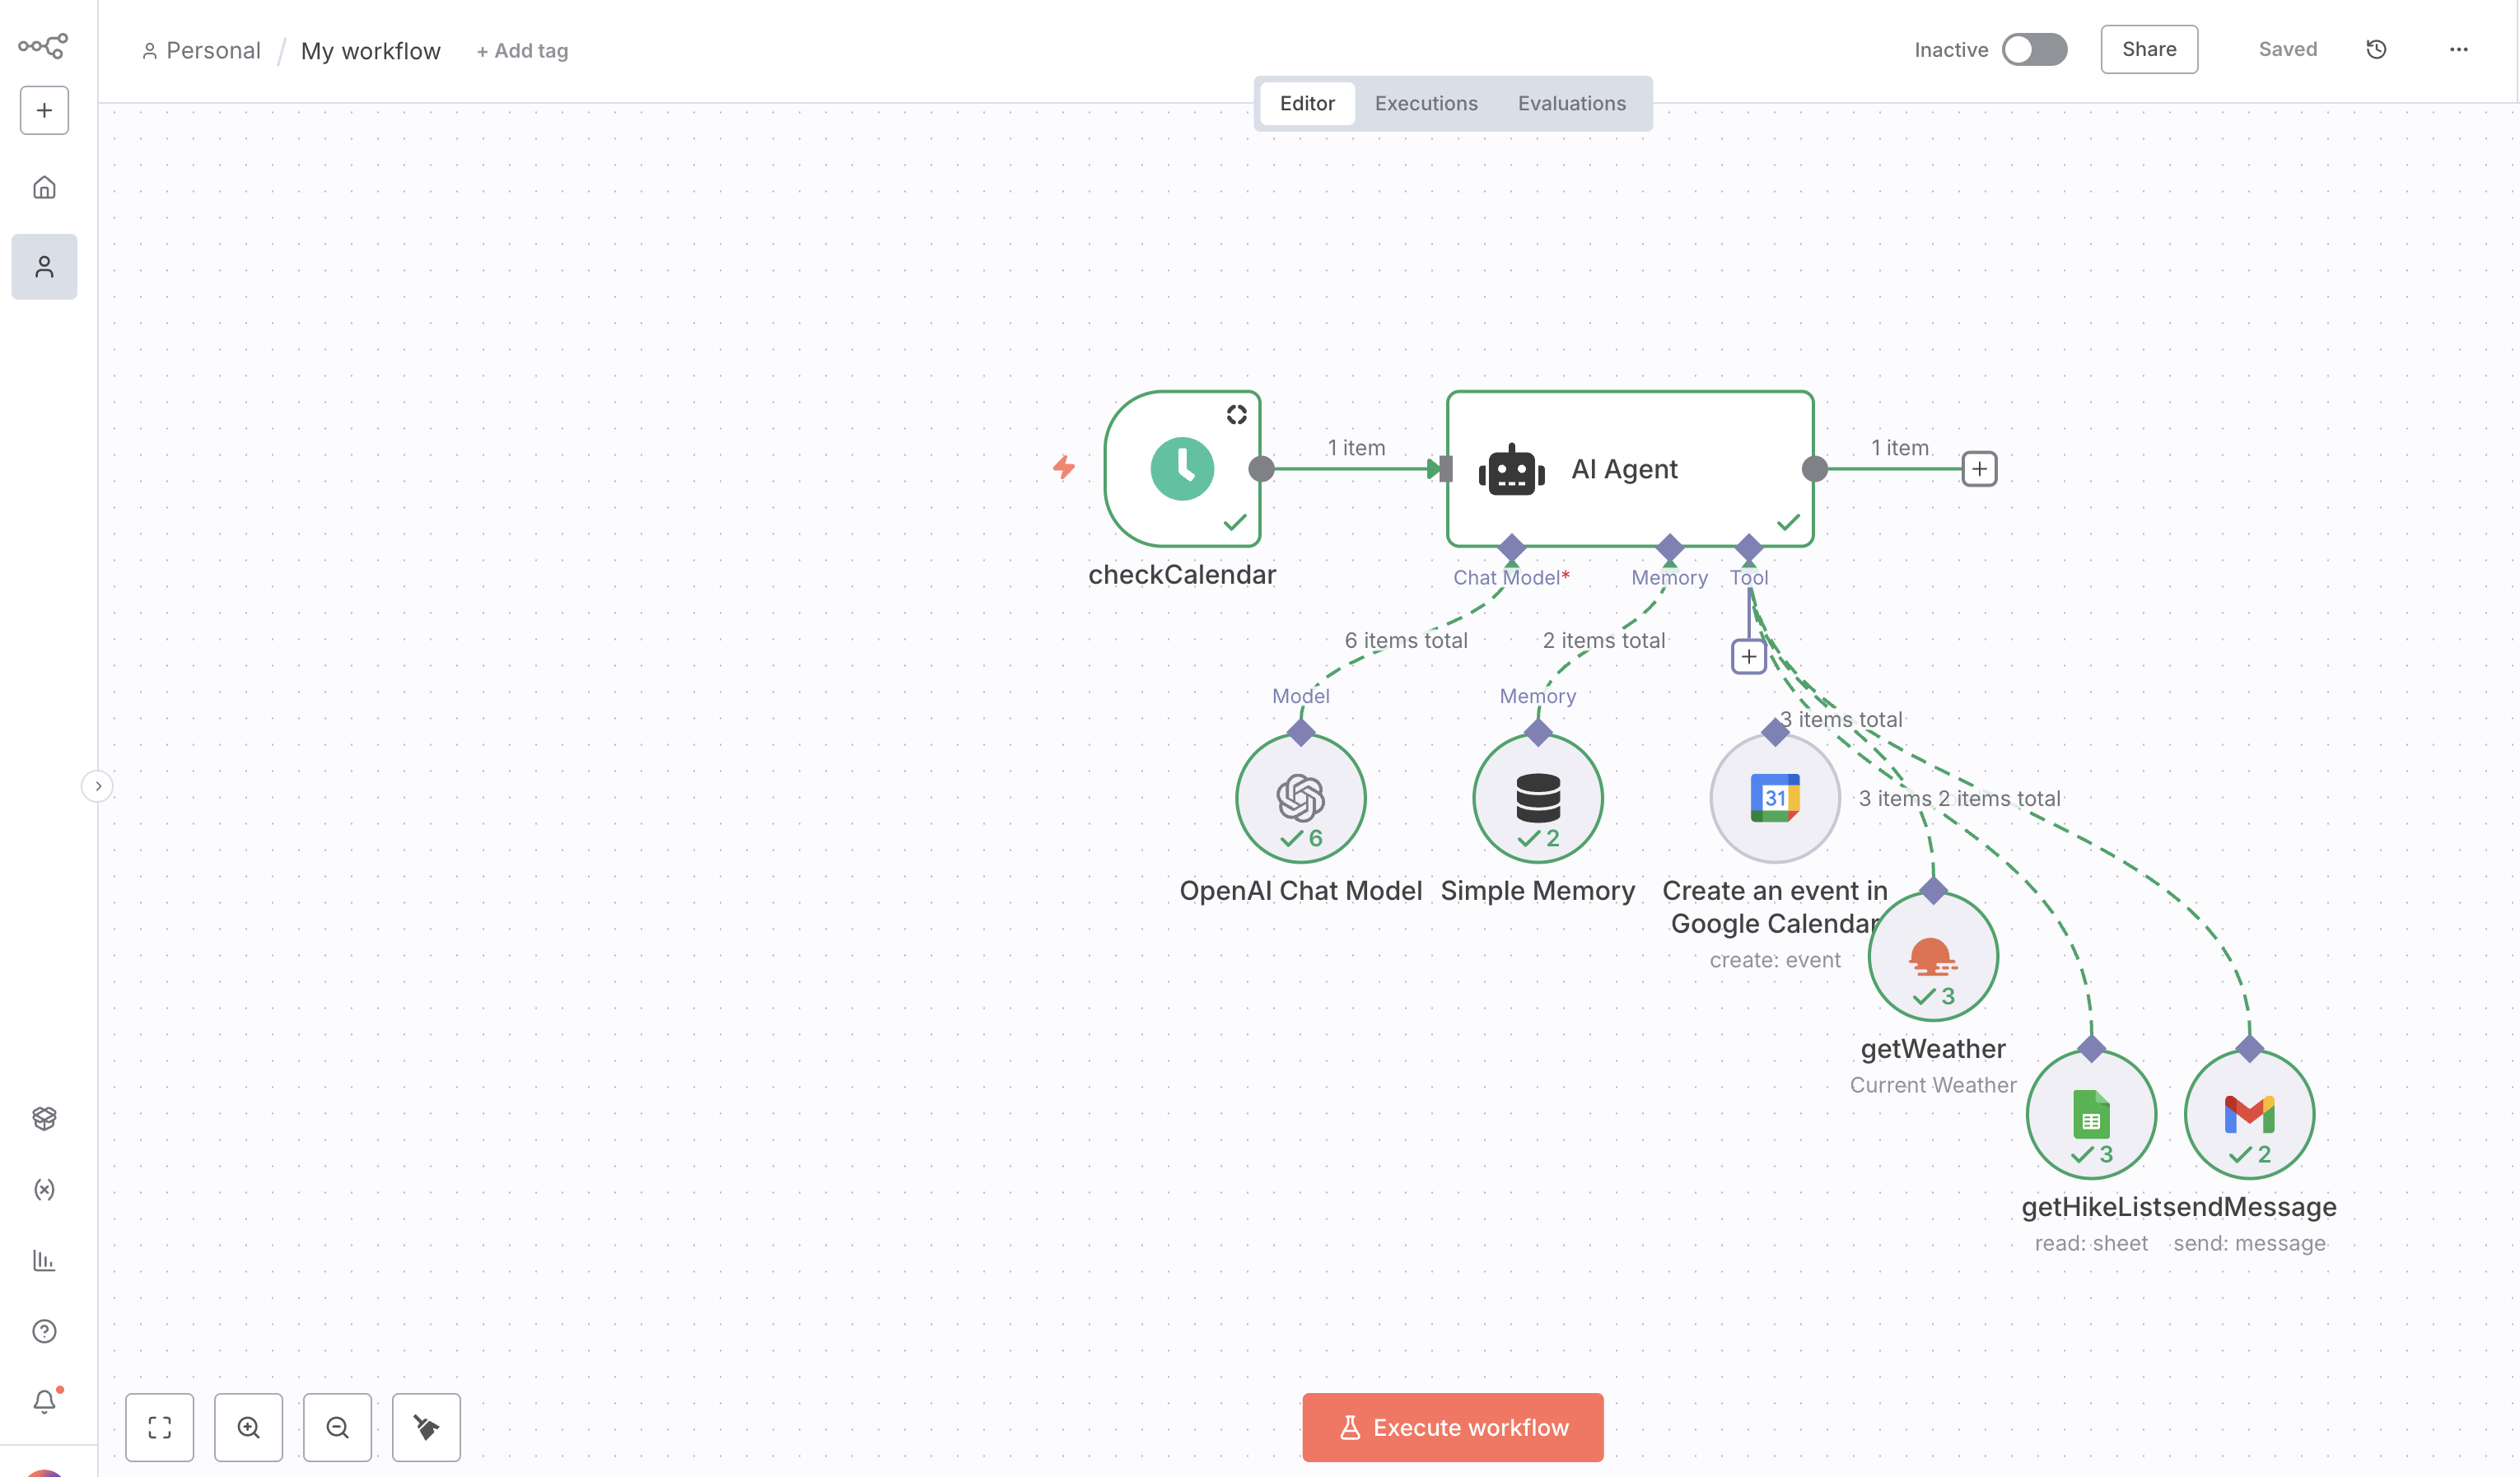 Personal / My workflow + Add tag
Inactive Share Saved
Editor Executions Evaluations
1 item 1 item
AI Agent
checkCalendar
Chat Model* Memory Tool
6 items total 2 items total
Model Memory
3 items total
31
3 items 2 items total
6 2
OpenAI Chat Model Simple Memory Create an event in
Google Calendar
create: event
3
getWeather
Current Weather
3 2
getHikeList sendMessage
read: sheet send: message
Execute workflow